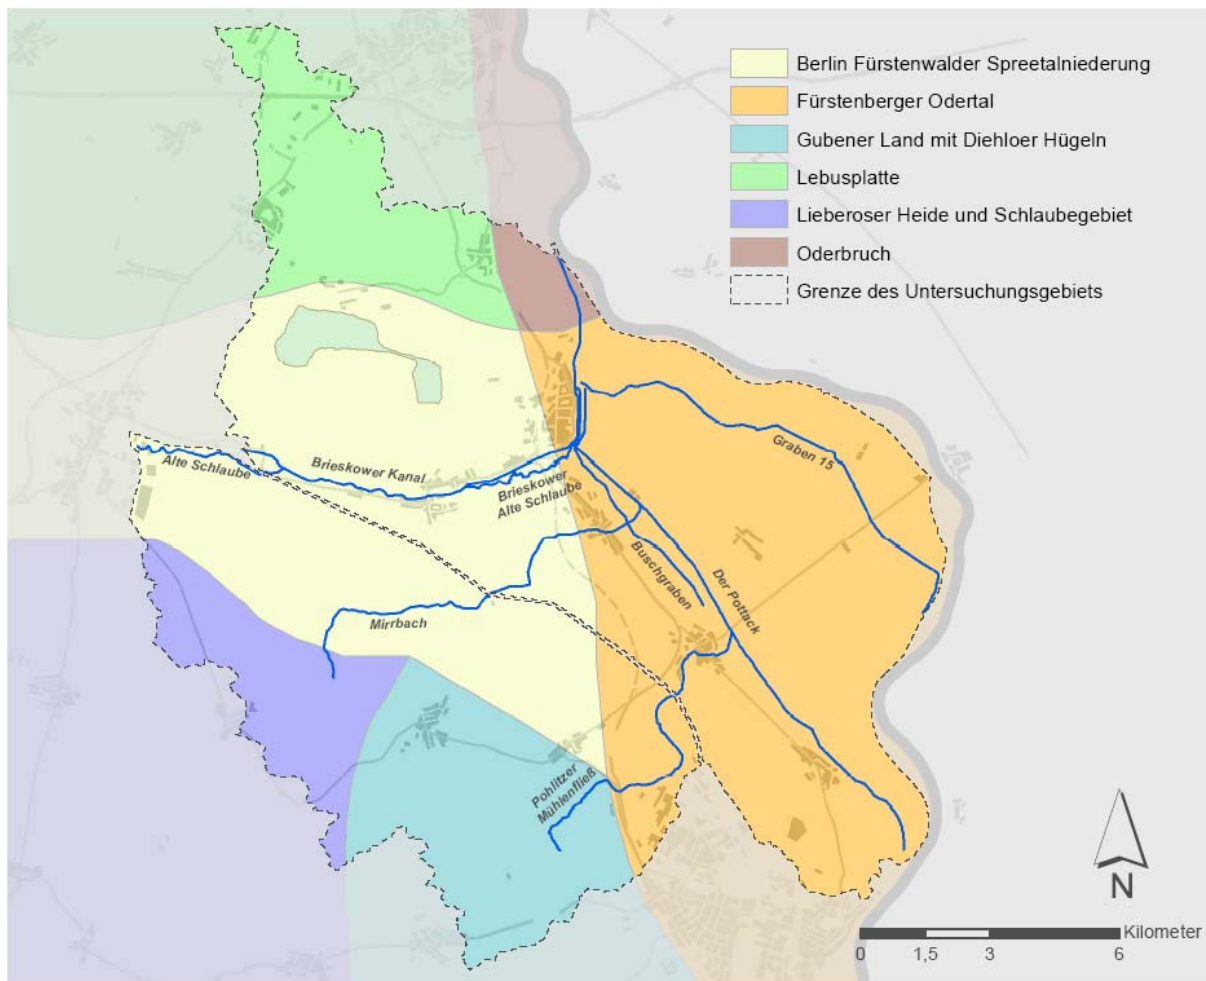 Berlin Fürstenwalder Spreetalniederung
Fürstenberger Odertal
Gubener Land mit Diehloer Hügeln
Lebusplatte
Lieberoser Heide und Schlaubegebiet
Oderbruch
Grenze des Untersuchungsgebiets
Graben 15
Alte Schlaube
Brieskower Kanal
Brieskower
Alte Schlaube
Buschgraben
Der Pottack
Mirrbach
Pohlitzer
Mühlenfließ
N
Kilometer
0 1,5 3 6